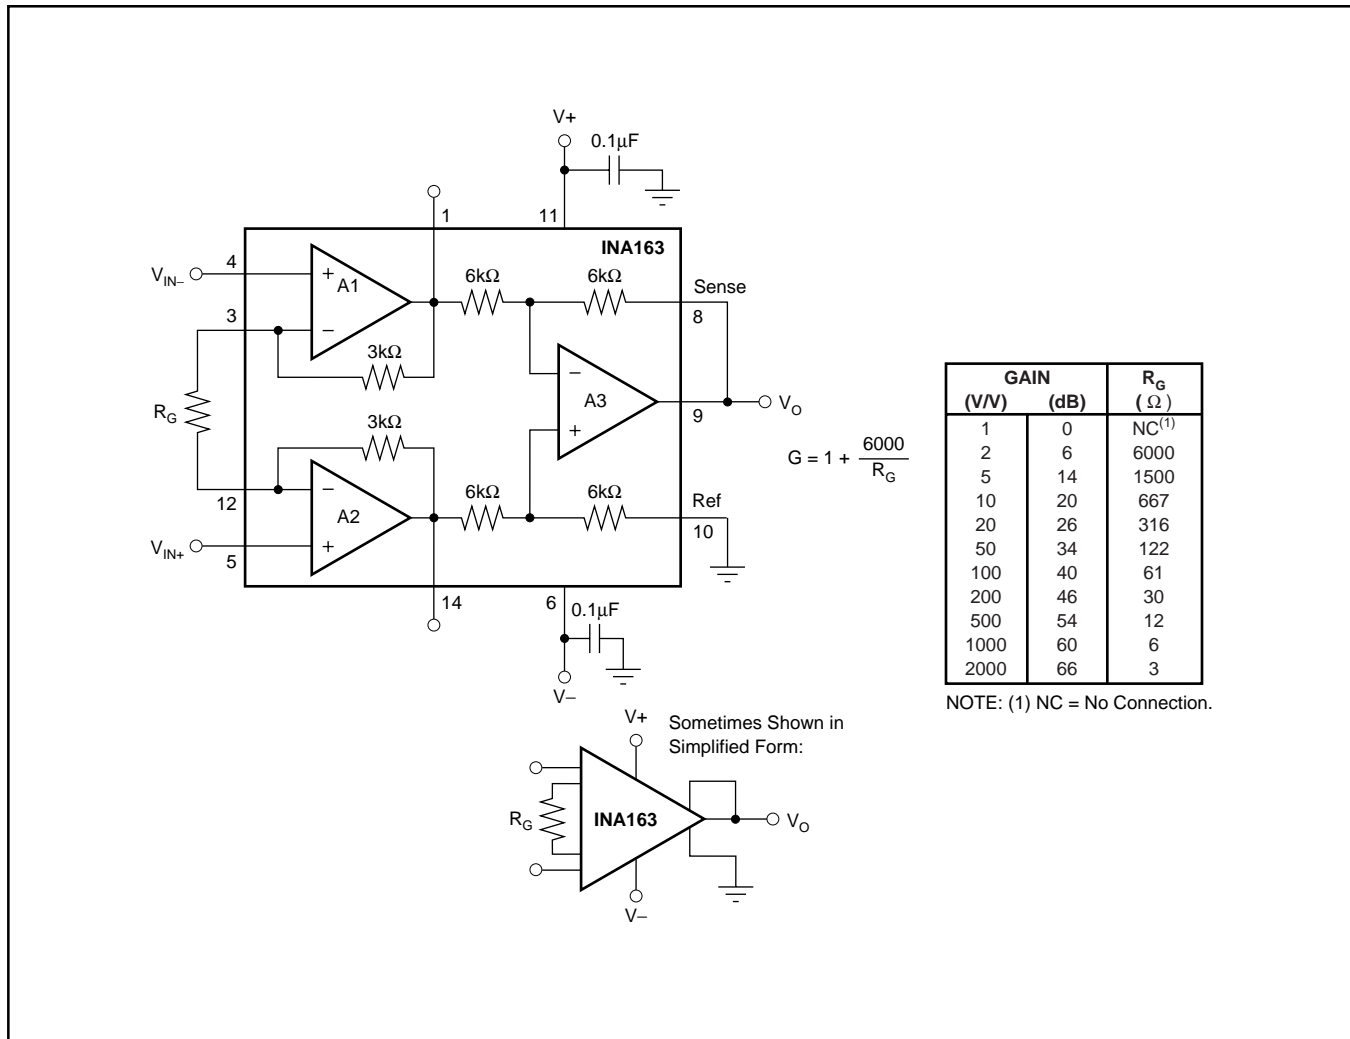 V+
0.1µF
1
11
INA163
V_IN–
4
+
A1
6kΩ
6kΩ
Sense
8
3
–
3kΩ
–
A3
+
9
V_O
R_G
3kΩ
12
–
A2
+
6kΩ
6kΩ
Ref
10
V_IN+
5
14
6
0.1µF
V–
G = 1 + 6000 / R_G
GAIN R_G
(V/V) (dB) (Ω)
1 0 NC(1)
2 6 6000
5 14 1500
10 20 667
20 26 316
50 34 122
100 40 61
200 46 30
500 54 12
1000 60 6
2000 66 3
NOTE: (1) NC = No Connection.
Sometimes Shown in
Simplified Form:
V+
R_G
INA163
V_O
V–